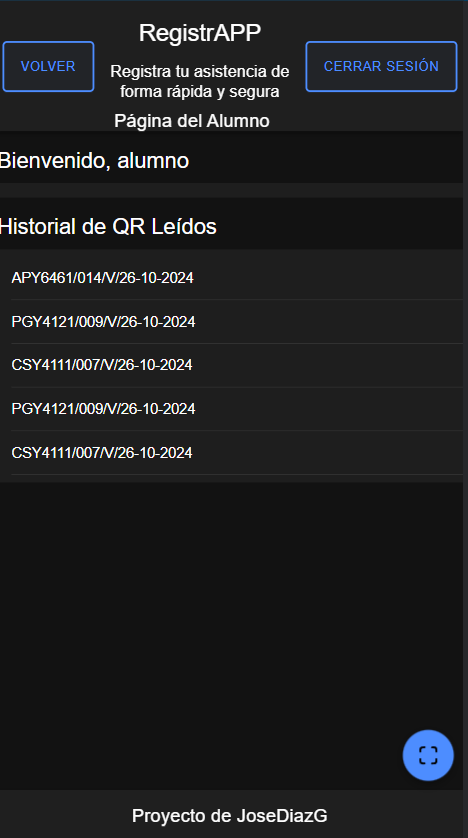 RegistrAPP
VOLVER
Registra tu asistencia de
forma rápida y segura
CERRAR SESIÓN
Página del Alumno
Bienvenido, alumno
Historial de QR Leídos
APY6461/014/V/26-10-2024
PGY4121/009/V/26-10-2024
CSY4111/007/V/26-10-2024
PGY4121/009/V/26-10-2024
CSY4111/007/V/26-10-2024
Proyecto de JoseDiazG